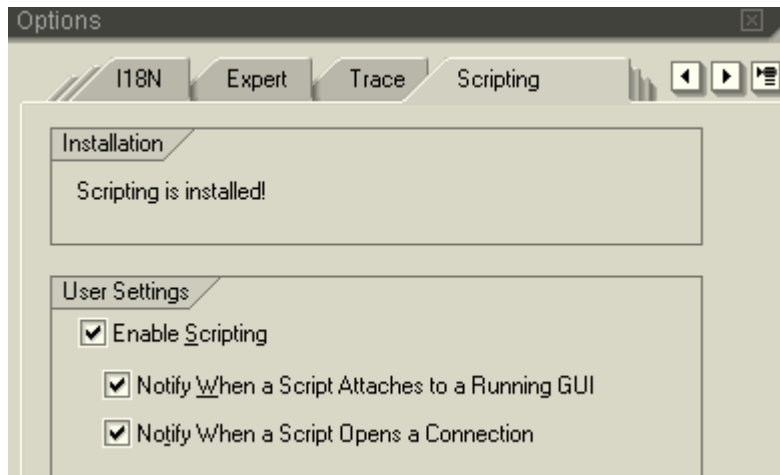 Options
I18N Expert Trace Scripting
Installation
Scripting is installed!
User Settings
Enable Scripting
Notify When a Script Attaches to a Running GUI
Notify When a Script Opens a Connection